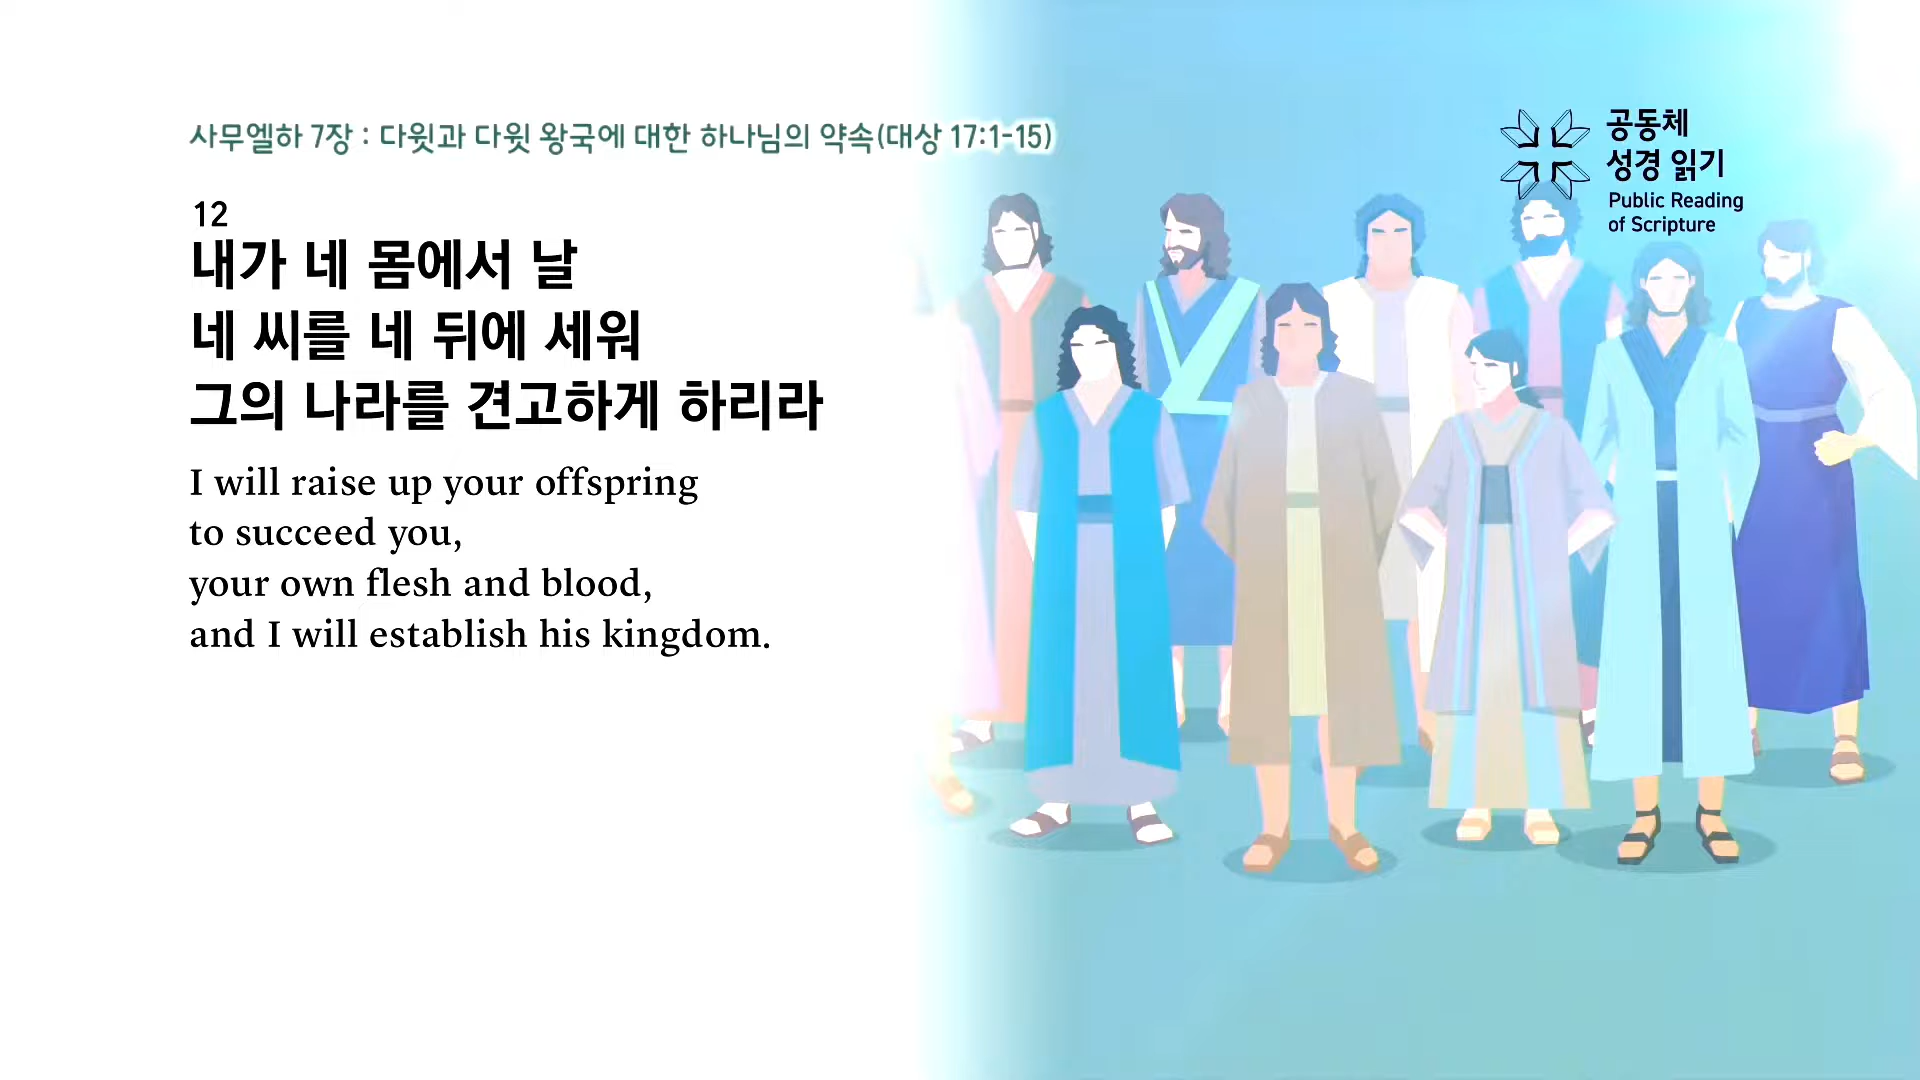 사무엘하 7장 : 다윗과 다윗 왕국에 대한 하나님의 약속(대상 17:1-15)
공동체
성경 읽기
Public Reading
of Scripture
12
내가 네 몸에서 날
네 씨를 네 뒤에 세워
그의 나라를 견고하게 하리라
I will raise up your offspring
to succeed you,
your own flesh and blood,
and I will establish his kingdom.